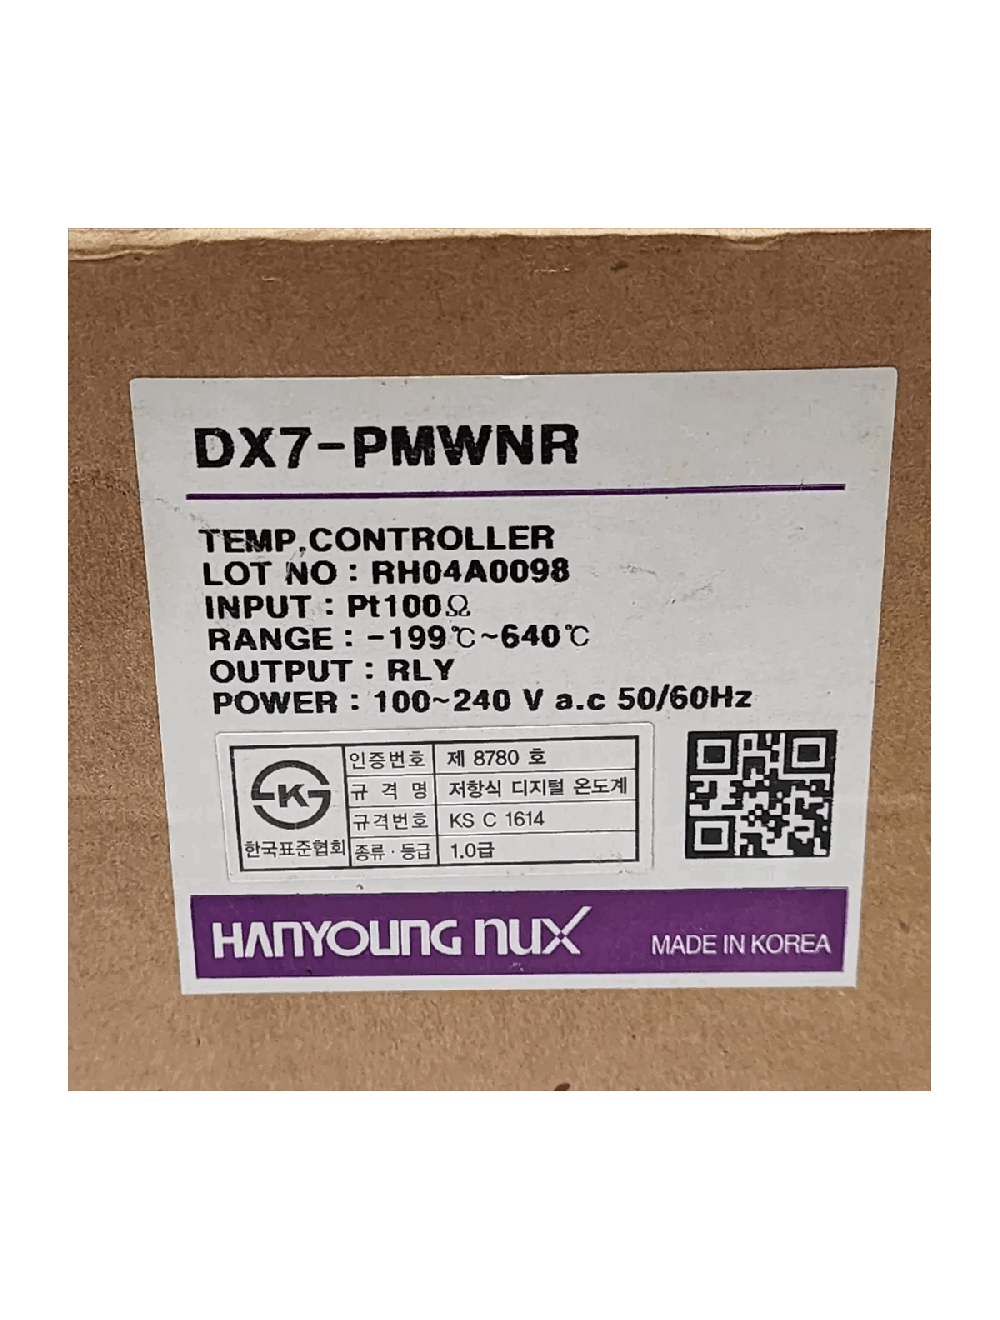 DX7-PMWNR
TEMP.CONTROLLER
LOT NO : RH04A0098
INPUT : Pt100Ω
RANGE : -199℃~640℃
OUTPUT : RLY
POWER : 100~240 V a.c 50/60Hz
인증번호 제 8780 호
규 격 명 저항식 디지털 온도계
규격번호 KS C 1614
한국표준협회 종류·등급 1.0급
HANYOUNG nux MADE IN KOREA